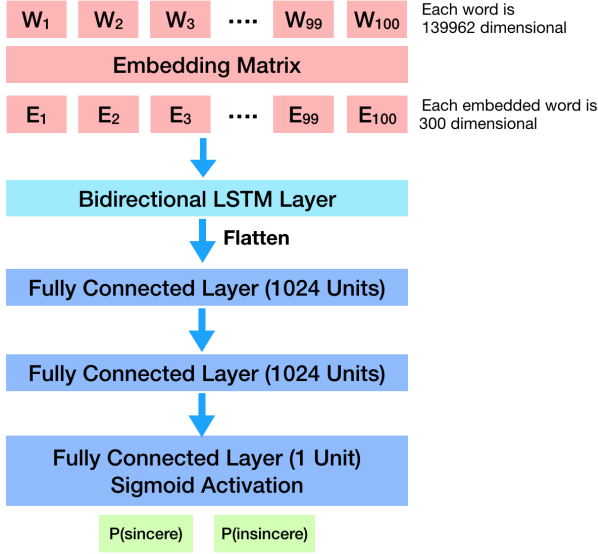 W1 W2 W3 .... W99 W100 Each word is
139962 dimensional
Embedding Matrix
E1 E2 E3 .... E99 E100 Each embedded word is
300 dimensional
Bidirectional LSTM Layer
Flatten
Fully Connected Layer (1024 Units)
Fully Connected Layer (1024 Units)
Fully Connected Layer (1 Unit)
Sigmoid Activation
P(sincere) P(insincere)